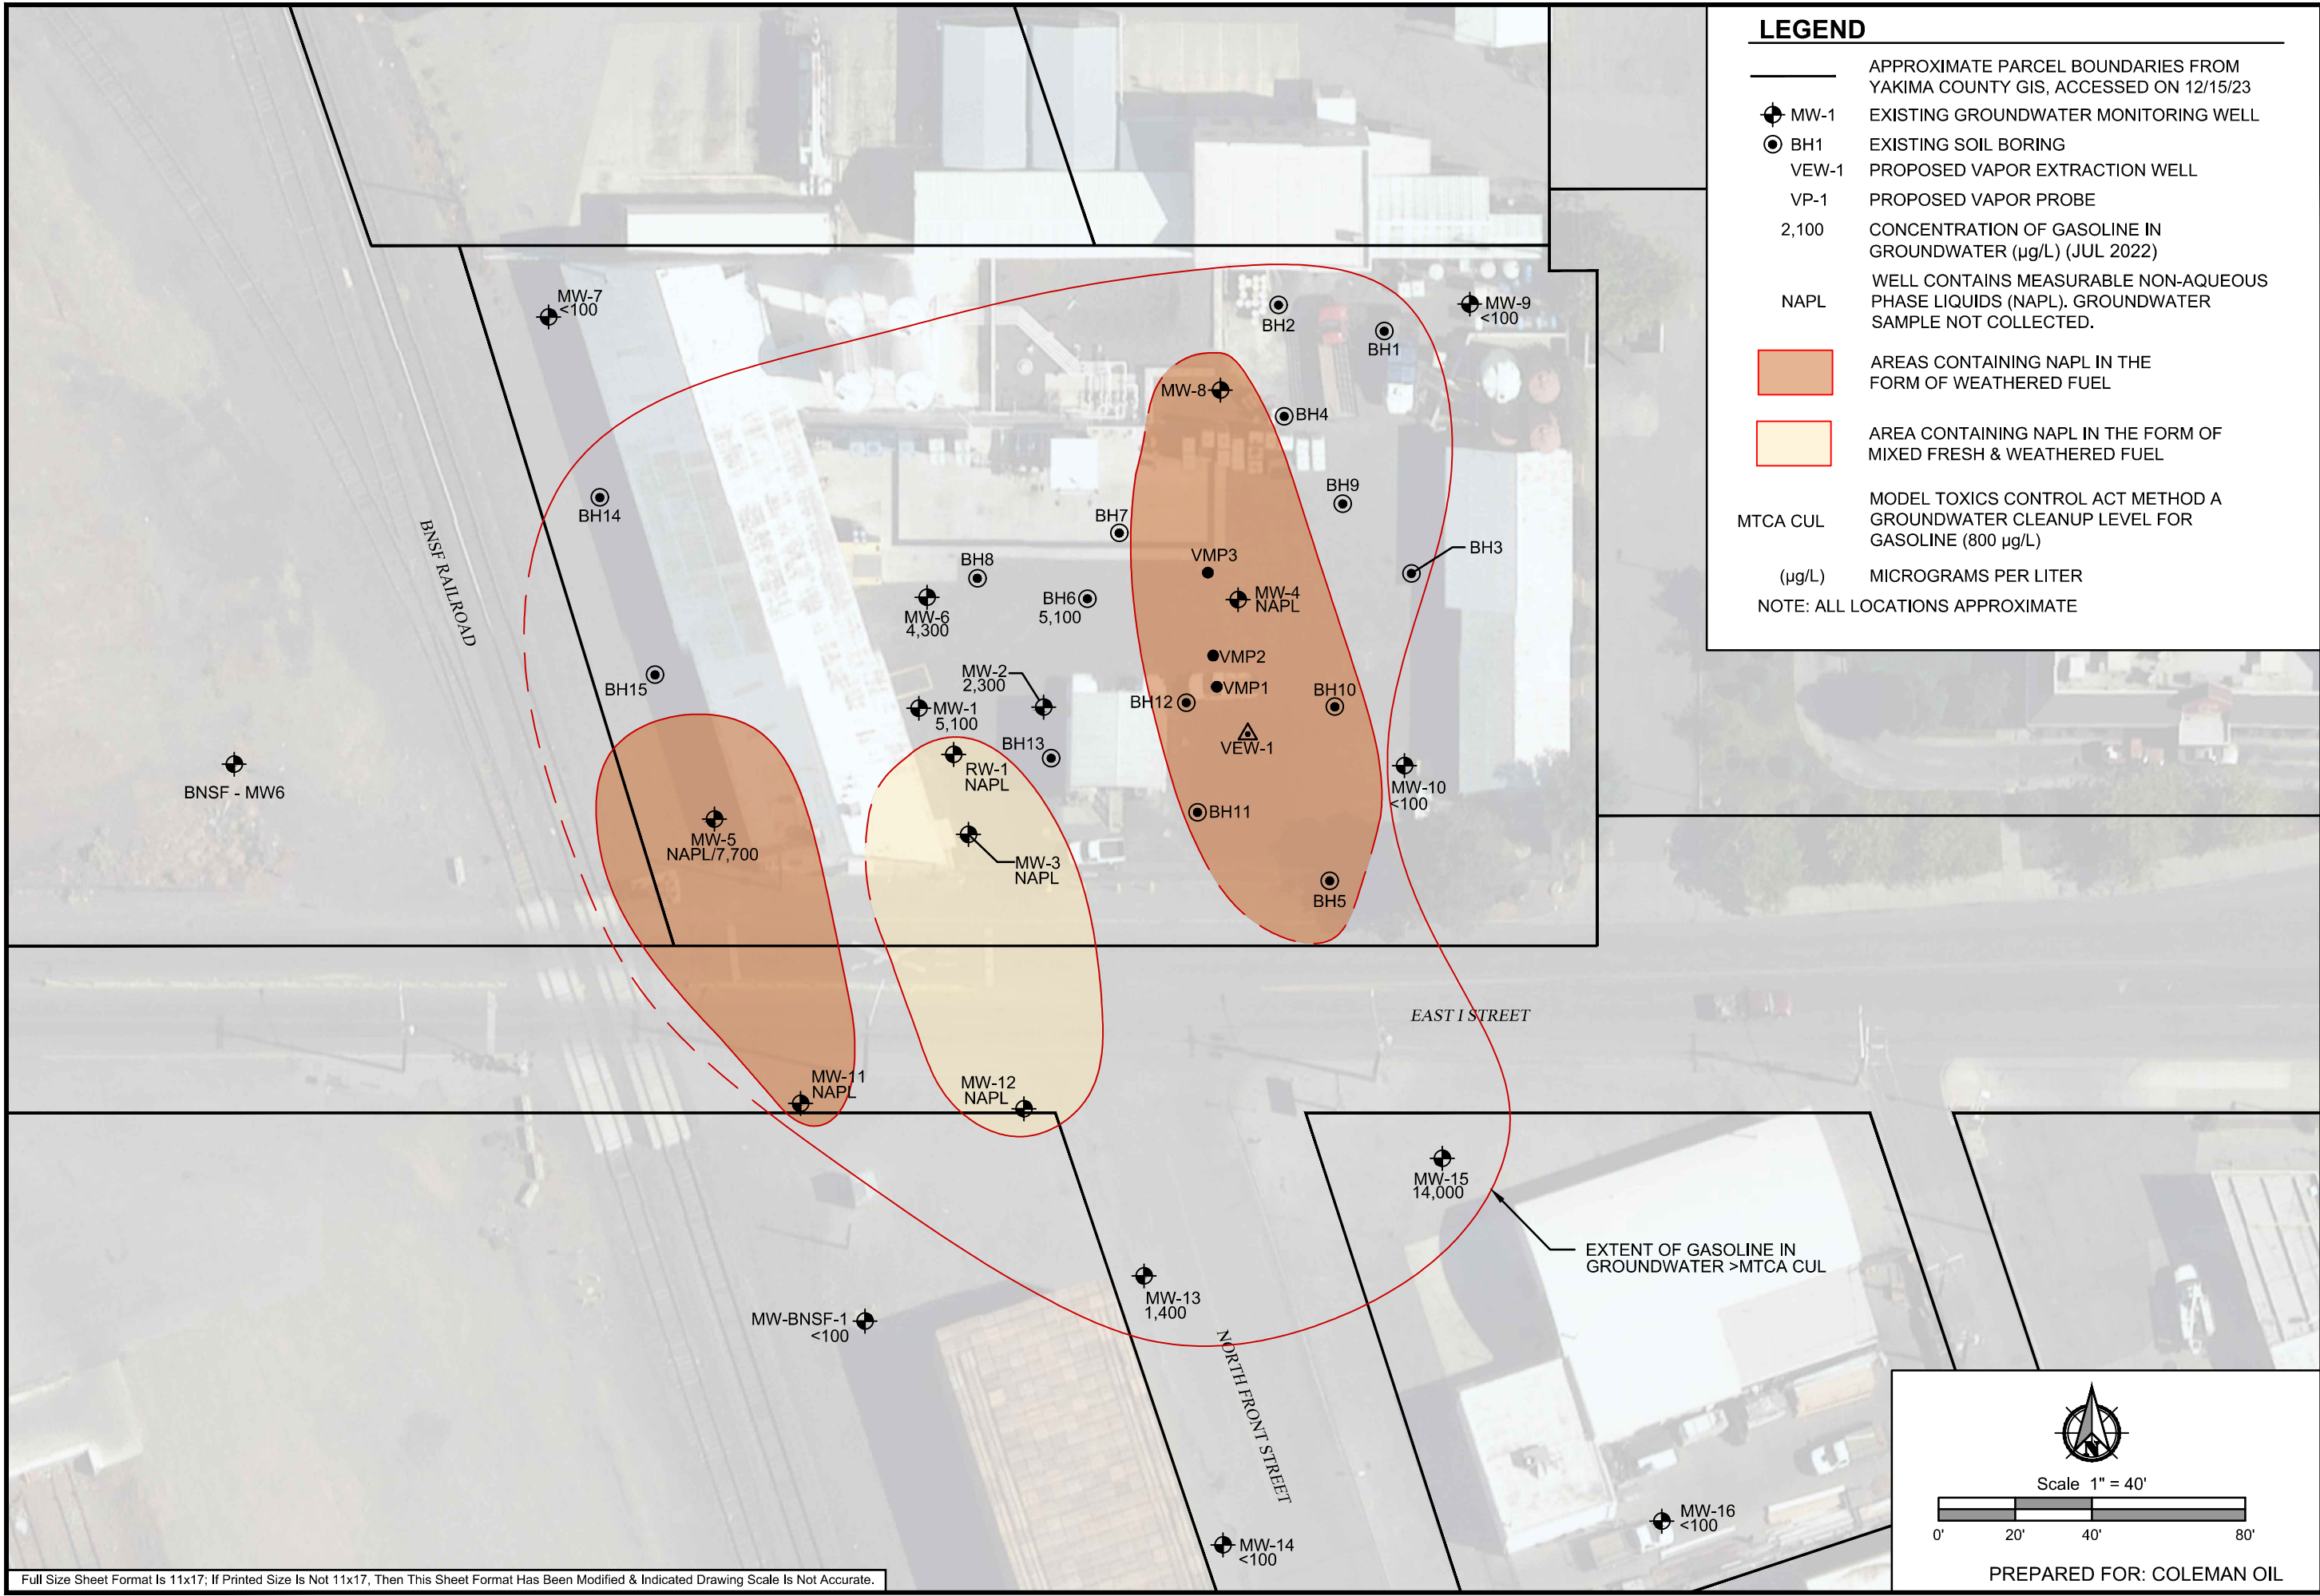 LEGEND
APPROXIMATE PARCEL BOUNDARIES FROM
YAKIMA COUNTY GIS, ACCESSED ON 12/15/23
MW-1 EXISTING GROUNDWATER MONITORING WELL
BH1 EXISTING SOIL BORING
VEW-1 PROPOSED VAPOR EXTRACTION WELL
VP-1 PROPOSED VAPOR PROBE
2,100 CONCENTRATION OF GASOLINE IN
GROUNDWATER (µg/L) (JUL 2022)
NAPL WELL CONTAINS MEASURABLE NON-AQUEOUS
PHASE LIQUIDS (NAPL). GROUNDWATER
SAMPLE NOT COLLECTED.
AREAS CONTAINING NAPL IN THE
FORM OF WEATHERED FUEL
AREA CONTAINING NAPL IN THE FORM OF
MIXED FRESH & WEATHERED FUEL
MTCA CUL MODEL TOXICS CONTROL ACT METHOD A
GROUNDWATER CLEANUP LEVEL FOR
GASOLINE (800 µg/L)
(µg/L) MICROGRAMS PER LITER
NOTE: ALL LOCATIONS APPROXIMATE
MW-7
<100
BH2
MW-9
<100
BH1
MW-8
BH4
BH9
BH14
BH7
BH3
VMP3
BH8
MW-4
NAPL
BH6
5,100
MW-6
4,300
BNSF RAILROAD
VMP2
MW-2
2,300
VMP1
BH15
BH10
BH12
MW-1
5,100
VEW-1
BH13
RW-1
NAPL
BNSF - MW6
MW-10
<100
BH11
MW-5
NAPL/7,700
MW-3
NAPL
BH5
EAST I STREET
MW-11
NAPL
MW-12
NAPL
MW-15
14,000
EXTENT OF GASOLINE IN
GROUNDWATER >MTCA CUL
MW-13
1,400
MW-BNSF-1
<100
NORTH FRONT STREET
MW-16
<100
MW-14
<100
N
Scale 1" = 40'
0' 20' 40' 80'
PREPARED FOR: COLEMAN OIL
Full Size Sheet Format Is 11x17; If Printed Size Is Not 11x17, Then This Sheet Format Has Been Modified & Indicated Drawing Scale Is Not Accurate.